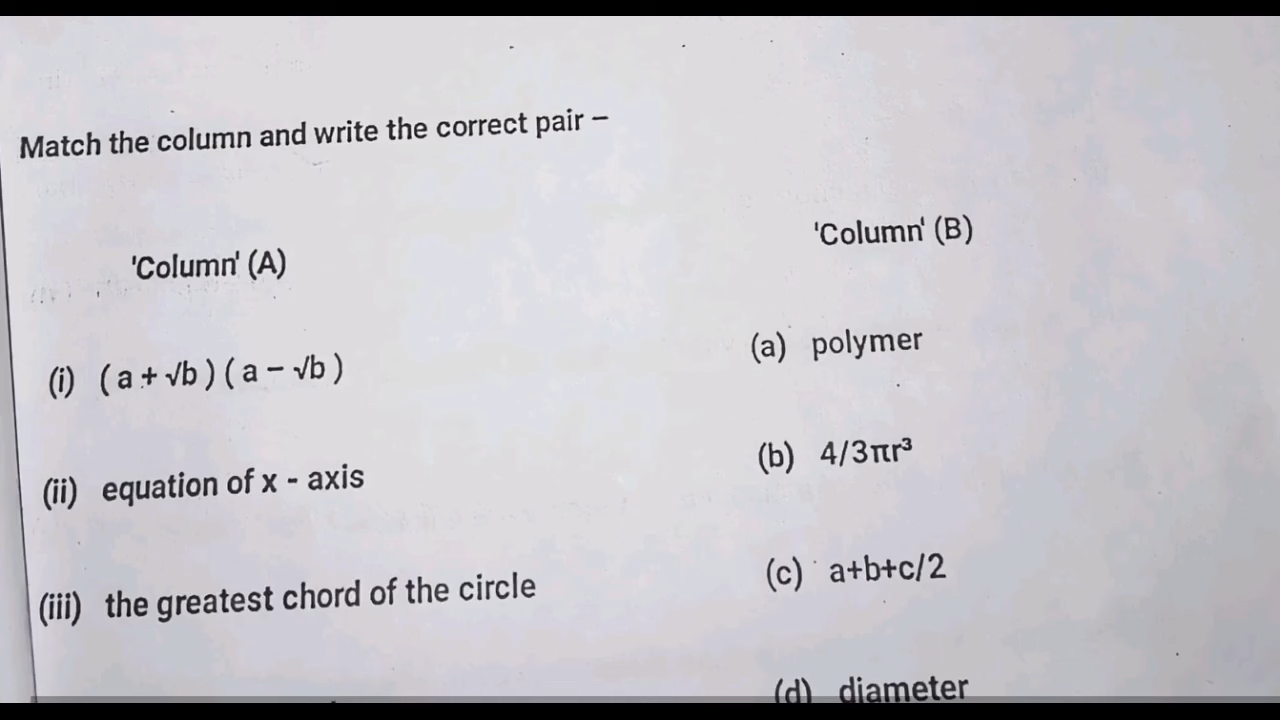 Match the column and write the correct pair –
'Column' (A)
'Column' (B)
(i) ( a + √b ) ( a − √b )
(a) polymer
(ii) equation of x - axis
(b) 4/3πr³
(iii) the greatest chord of the circle
(c) a+b+c/2
(d) diameter